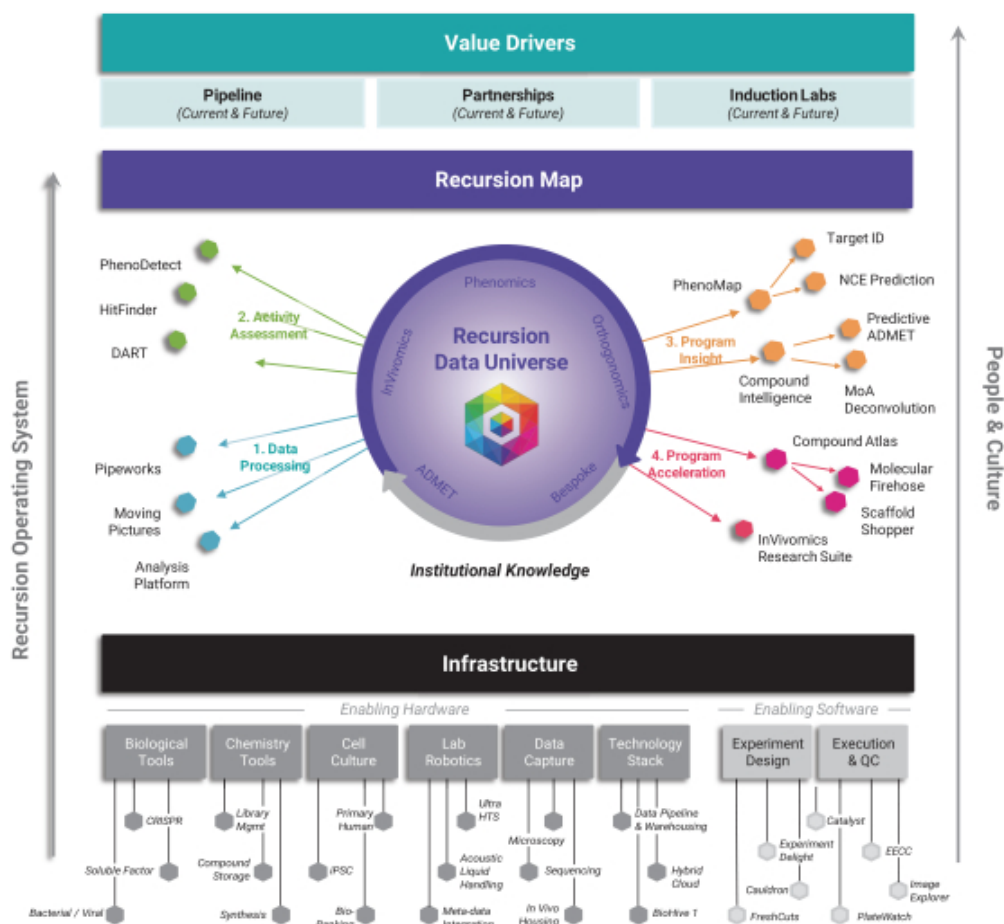 Value Drivers
Pipeline
(Current & Future)
Partnerships
(Current & Future)
Induction Labs
(Current & Future)
Recursion Map
Recursion Operating System
People & Culture
PhenoDetect
HitFinder
DART
2. Activity
Assessment
Pipeworks
Moving
Pictures
Analysis
Platform
1. Data
Processing
Phenomics
Orthogonomics
Bespoke
ADMET
InVivomics
Recursion
Data Universe
Institutional Knowledge
3. Program
Insight
PhenoMap
Target ID
NCE Prediction
Compound
Intelligence
Predictive
ADMET
MoA
Deconvolution
4. Program
Acceleration
Compound Atlas
Molecular
Firehose
Scaffold
Shopper
InVivomics
Research Suite
Infrastructure
Enabling Hardware
Enabling Software
Biological
Tools
Chemistry
Tools
Cell
Culture
Lab
Robotics
Data
Capture
Technology
Stack
Experiment
Design
Execution
& QC
CRISPR
Soluble Factor
Bacterial / Viral
Library
Mgmt
Compound
Storage
Synthesis
Primary
Human
iPSC
Bio-
Ultra
HTS
Acoustic
Liquid
Handling
Meta-data
Microscopy
Sequencing
In Vivo
Housing
Data Pipeline
& Warehousing
Hybrid
Cloud
BioHive 1
Experiment
Delight
Cauldron
FreshCuts
Catalyst
EECC
Image
Explorer
PlateWatch